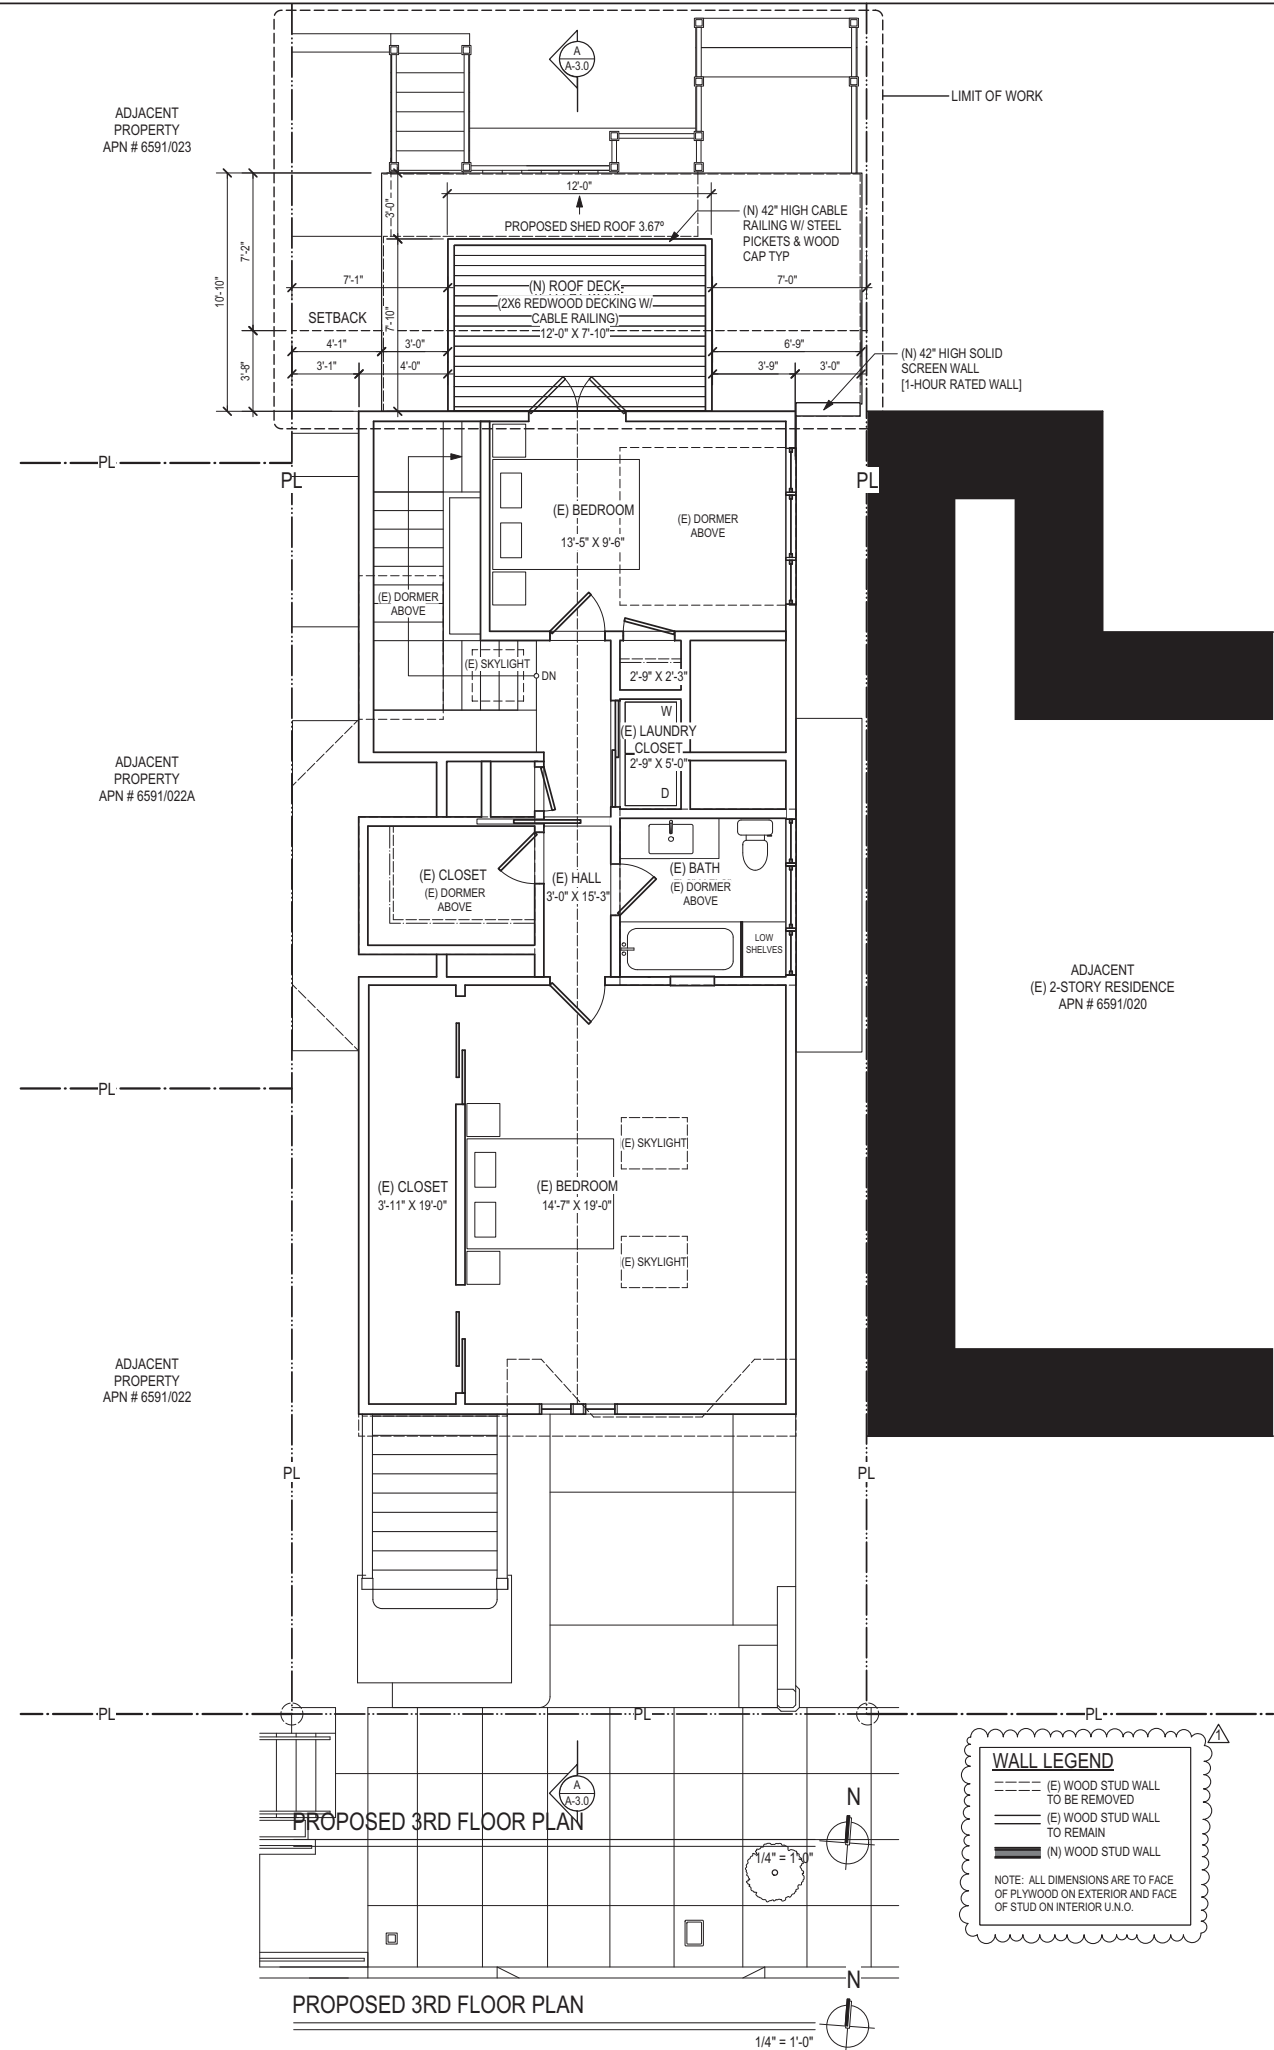 A
A-3.0
LIMIT OF WORK
ADJACENT
PROPERTY
APN # 6591/023
12'-0"
3'-0"
PROPOSED SHED ROOF 3.67º
(N) 42" HIGH CABLE
RAILING W/ STEEL
PICKETS & WOOD
CAP TYP
7'-2"
10'-10"
7'-1"
(N) ROOF DECK
(2X6 REDWOOD DECKING W/
CABLE RAILING)
12'-0" X 7'-10"
7'-0"
7'-10"
SETBACK
4'-1"
3'-0"
6'-9"
3'-8"
3'-1"
4'-0"
3'-9"
3'-0"
(N) 42" HIGH SOLID
SCREEN WALL
[1-HOUR RATED WALL]
PL
PL
PL
(E) BEDROOM
13'-5" X 9'-6"
(E) DORMER
ABOVE
(E) DORMER
ABOVE
(E) SKYLIGHT
DN
2'-9" X 2'-3"
W
(E) LAUNDRY
CLOSET
2'-9" X 5'-0"
D
ADJACENT
PROPERTY
APN # 6591/022A
(E) CLOSET
(E) DORMER
ABOVE
(E) HALL
3'-0" X 15'-3"
(E) BATH
(E) DORMER
ABOVE
LOW
SHELVES
ADJACENT
(E) 2-STORY RESIDENCE
APN # 6591/020
PL
(E) SKYLIGHT
(E) CLOSET
3'-11" X 19'-0"
(E) BEDROOM
14'-7" X 19'-0"
(E) SKYLIGHT
ADJACENT
PROPERTY
APN # 6591/022
PL
PL
PL
PL
PL
1
WALL LEGEND
(E) WOOD STUD WALL
TO BE REMOVED
(E) WOOD STUD WALL
TO REMAIN
(N) WOOD STUD WALL
NOTE: ALL DIMENSIONS ARE TO FACE
OF PLYWOOD ON EXTERIOR AND FACE
OF STUD ON INTERIOR U.N.O.
A
A-3.0
N
PROPOSED 3RD FLOOR PLAN
1/4" = 1'-0"
N
PROPOSED 3RD FLOOR PLAN
1/4" = 1'-0"